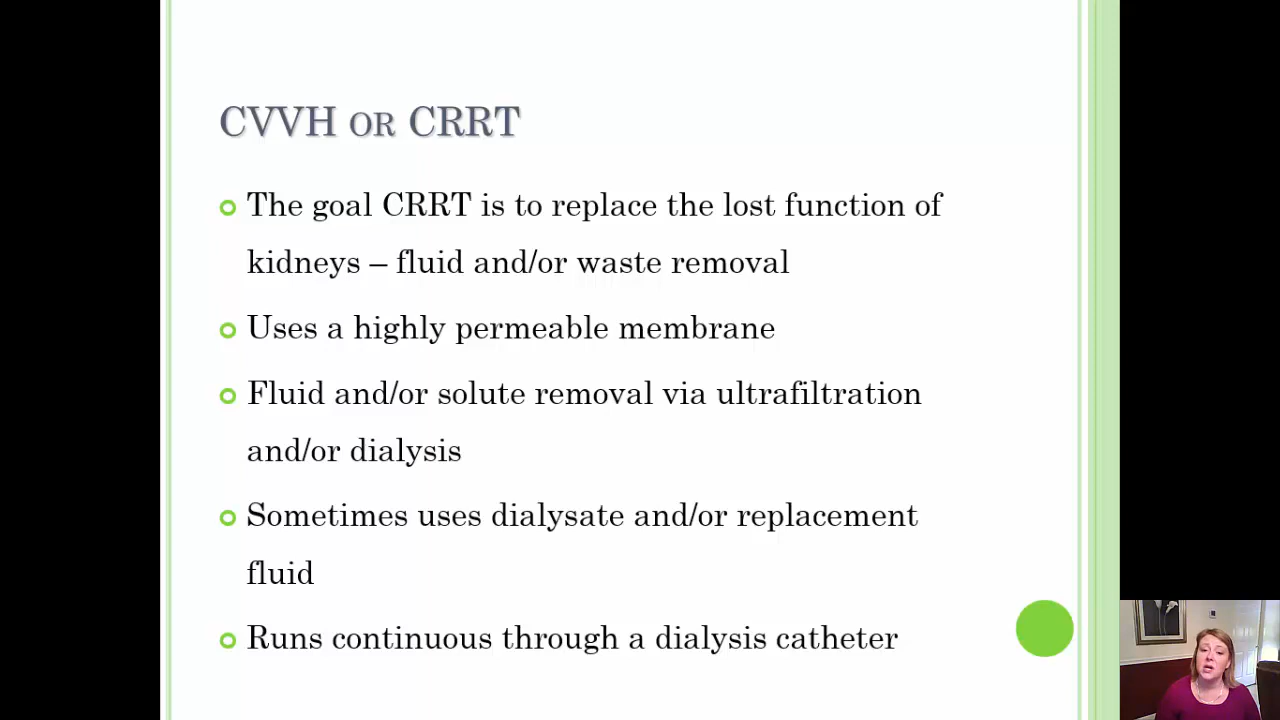 CVVH OR CRRT
The goal CRRT is to replace the lost function of
kidneys – fluid and/or waste removal
Uses a highly permeable membrane
Fluid and/or solute removal via ultrafiltration
and/or dialysis
Sometimes uses dialysate and/or replacement
fluid
Runs continuous through a dialysis catheter